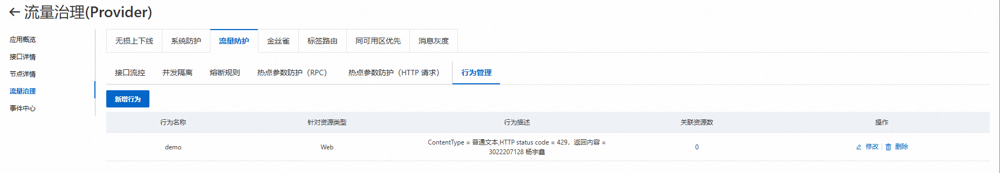 ← 流量治理(Provider)
应用概览
接口详情
节点详情
流量治理
事件中心
无损上下线 系统防护 流量防护 金丝雀 标签路由 同可用区优先 消息灰度
接口流控 并发隔离 熔断规则 热点参数防护（RPC） 热点参数防护（HTTP 请求） 行为管理
新增行为
行为名称 针对资源类型 行为描述 关联资源数 操作
demo Web ContentType = 普通文本,HTTP status code = 429，返回内容 =
3022207128 杨宇鑫 0 修改 删除